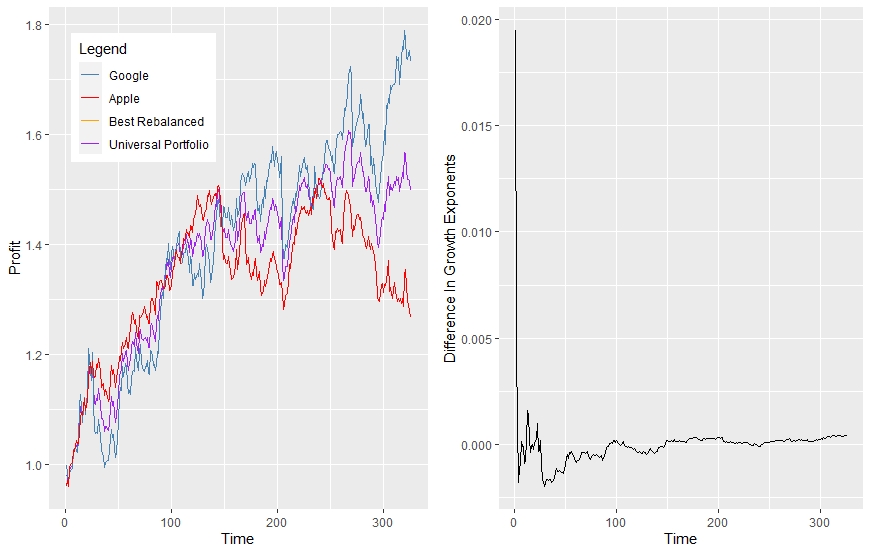 1.8
1.6
1.4
1.2
1.0
Profit
Legend
Google
Apple
Best Rebalanced
Universal Portfolio
0
100
200
300
Time
0.020
0.015
0.010
0.005
0.000
Difference In Growth Exponents
0
100
200
300
Time